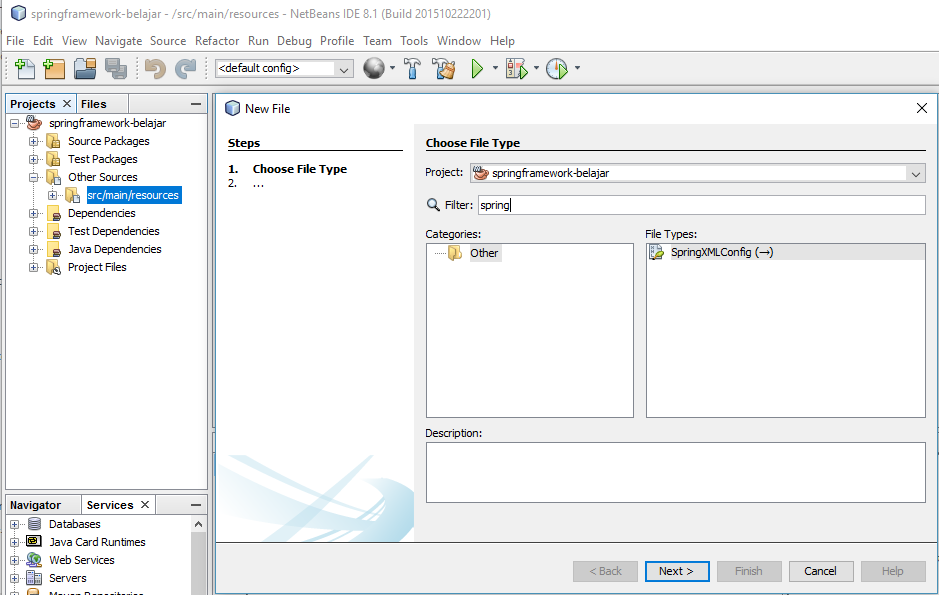 springframework-belajar - /src/main/resources - NetBeans IDE 8.1 (Build 201510222201)
File Edit View Navigate Source Refactor Run Debug Profile Team Tools Window Help
<default config>
Projects Files
springframework-belajar
Source Packages
Test Packages
Other Sources
src/main/resources
Dependencies
Test Dependencies
Java Dependencies
Project Files
Navigator Services
Databases
Java Card Runtimes
Web Services
Servers
Maven Repositories
New File
Steps
1. Choose File Type
2. ...
Choose File Type
Project: springframework-belajar
Filter: spring
Categories: File Types:
Other
SpringXMLConfig (→)
Description:
< Back Next > Finish Cancel Help